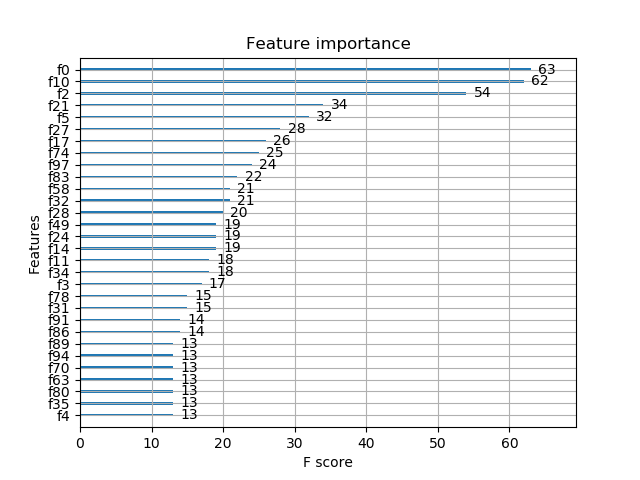 Feature importance
Features
f0 63
f10 62
f2 54
f21 34
f5 32
f27 28
f17 26
f74 25
f97 24
f83 22
f58 21
f32 21
f28 20
f49 19
f24 19
f14 19
f11 18
f34 18
f3 17
f78 15
f31 15
f91 14
f86 14
f89 13
f94 13
f70 13
f63 13
f80 13
f35 13
f4 13
0 10 20 30 40 50 60
F score